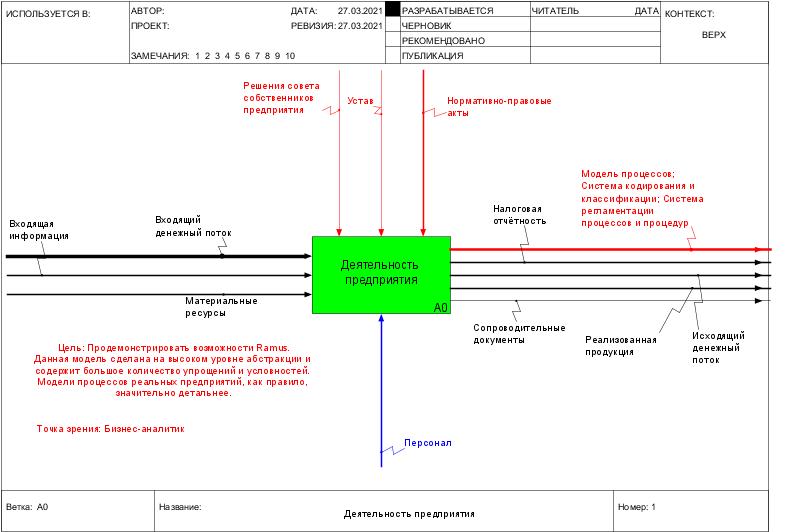 ИСПОЛЬЗУЕТСЯ В:
АВТОР:
ДАТА: 27.03.2021
РАЗРАБАТЫВАЕТСЯ
ЧИТАТЕЛЬ
ДАТА
КОНТЕКСТ:
ПРОЕКТ:
РЕВИЗИЯ: 27.03.2021
ЧЕРНОВИК
ВЕРХ
РЕКОМЕНДОВАНО
ЗАМЕЧАНИЯ: 1 2 3 4 5 6 7 8 9 10
ПУБЛИКАЦИЯ
Решения совета
собственников
предприятия
Устав
Нормативно-правовые
акты
Модель процессов;
Система кодирования и
классификации; Система
регламентации
процессов и процедур
Налоговая
отчётность
Входящая
информация
Входящий
денежный поток
Деятельность
предприятия
A0
Материальные
ресурсы
Сопроводительные
документы
Реализованная
продукция
Исходящий
денежный
поток
Цель: Продемонстрировать возможности Ramus.
Данная модель сделана на высоком уровне абстракции и
содержит большое количество упрощений и условностей.
Модели процессов реальных предприятий, как правило,
значительно детальнее.
Точка зрения: Бизнес-аналитик
Персонал
Ветка: A0
Название:
Деятельность предприятия
Номер: 1